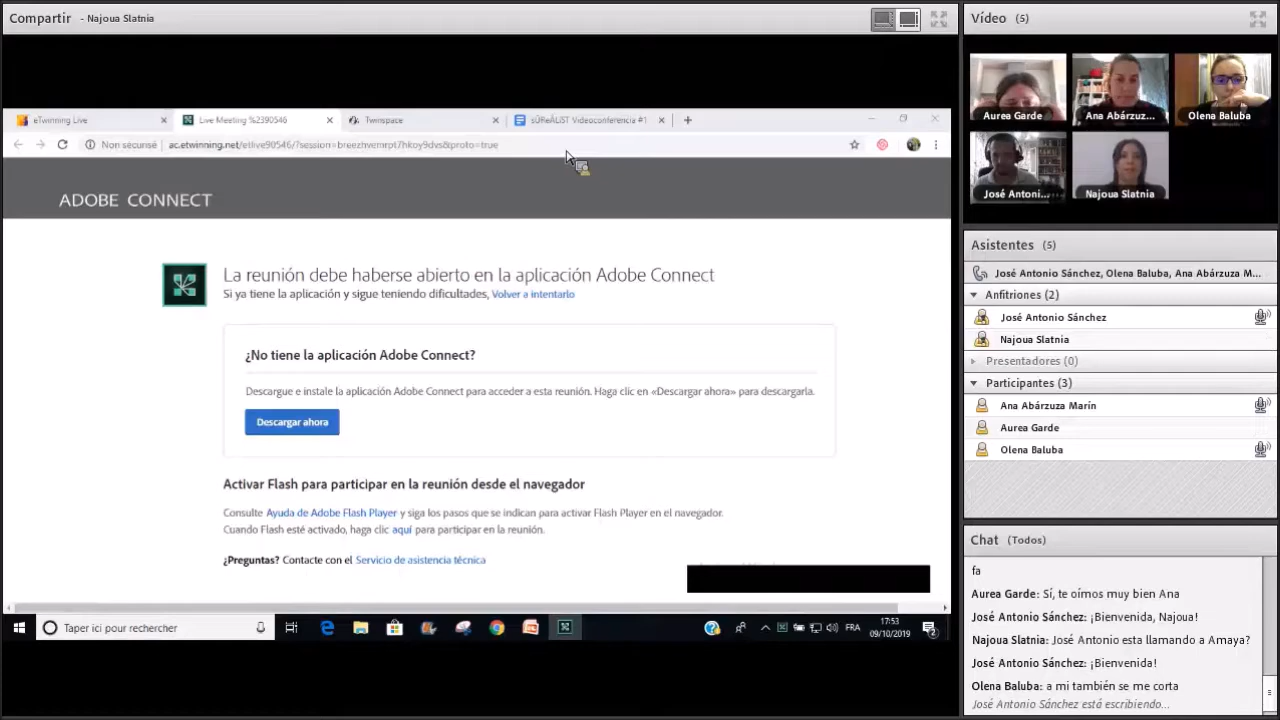 Compartir - Najoua Slatnia
eTwinning Live
Live Meeting %2390546
Twinspace
sÛReÂLIST Videoconferencia #1
Non sécurisé
ADOBE CONNECT
La reunión debe haberse abierto en la aplicación Adobe Connect
Si ya tiene la aplicación y sigue teniendo dificultades, Volver a intentarlo
¿No tiene la aplicación Adobe Connect?
Descargue e instale la aplicación Adobe Connect para acceder a esta reunión. Haga clic en «Descargar ahora» para descargarla.
Descargar ahora
Activar Flash para participar en la reunión desde el navegador
Consulte Ayuda de Adobe Flash Player y siga los pasos que se indican para activar Flash Player en el navegador.
Cuando Flash esté activado, haga clic aquí para participar en la reunión.
¿Preguntas? Contacte con el Servicio de asistencia técnica
Taper ici pour rechercher
FRA
17:53
09/10/2019
2
Vídeo (5)
Aurea Garde
Ana Abárzuz...
Olena Baluba
José Antoni...
Najoua Slatnia
Asistentes (5)
José Antonio Sánchez, Olena Baluba, Ana Abárzuza M...
Anfitriones (2)
José Antonio Sánchez
Najoua Slatnia
Presentadores (0)
Participantes (3)
Ana Abárzuza Marín
Aurea Garde
Olena Baluba
Chat (Todos)
fa
Aurea Garde: Sí, te oímos muy bien Ana
José Antonio Sánchez: ¡Bienvenida, Najoua!
Najoua Slatnia: José Antonio esta llamando a Amaya?
José Antonio Sánchez: ¡Bienvenida!
Olena Baluba: a mi también se me corta
José Antonio Sánchez está escribiendo...